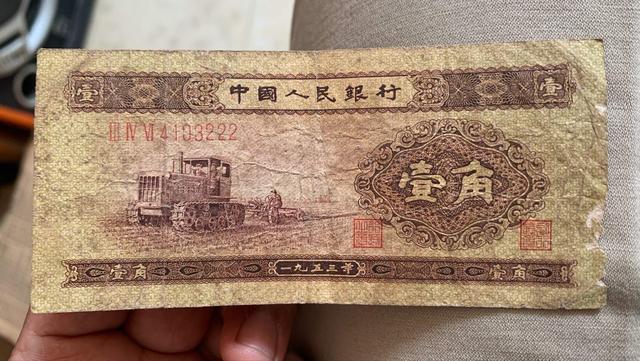 壹 中國人民銀行 壹
III IV VI 4103222
壹角
壹角 一九五三年 壹角